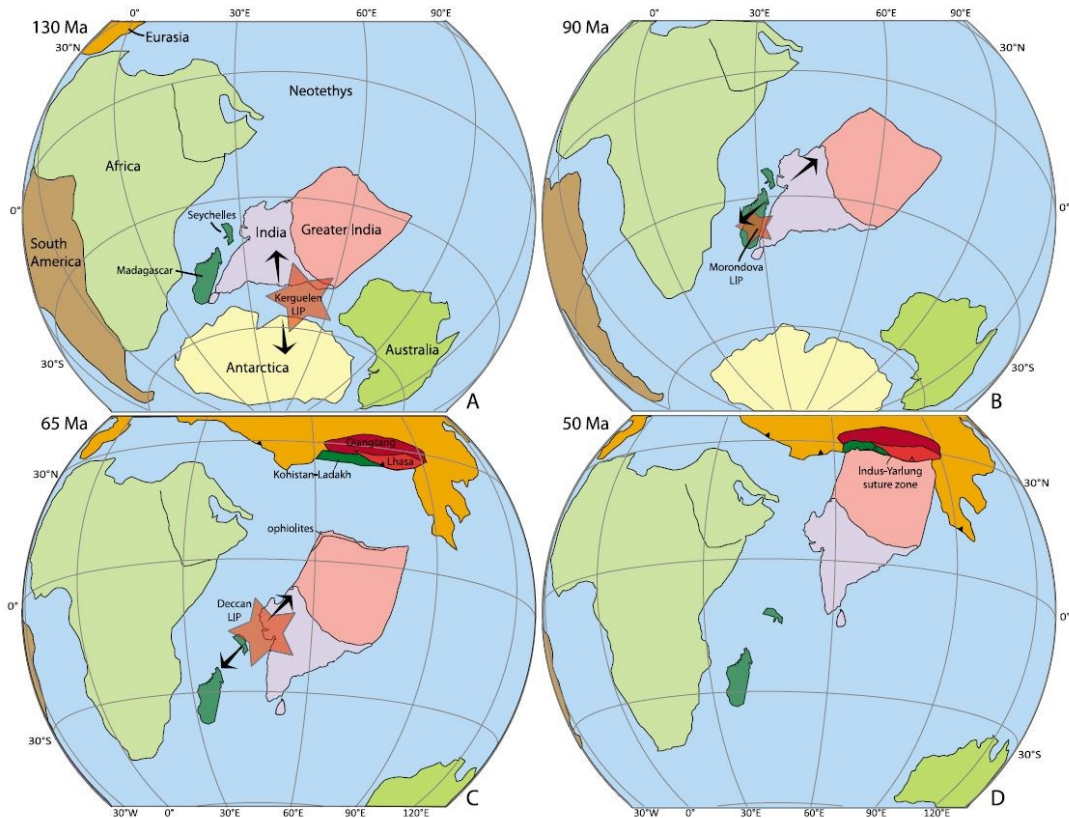 130 Ma
0°
30°E
60°E
90°E
30°N
Eurasia
Neotethys
Africa
0°
Seychelles
India
Greater India
South
America
Madagascar
Kerguelen
LIP
Australia
Antarctica
30°S
A
90 Ma
0°
30°E
60°E
90°E
30°N
0°
Morondova
LIP
30°S
B
65 Ma
30°N
Qiangtang
Lhasa
Kohistan-Ladakh
ophiolites
Deccan
LIP
0°
30°S
30°W
0°
30°E
60°E
90°E
120°E
C
50 Ma
Indus-Yarlung
suture zone
30°N
0°
30°S
30°W
0°
30°E
60°E
90°E
120°E
D